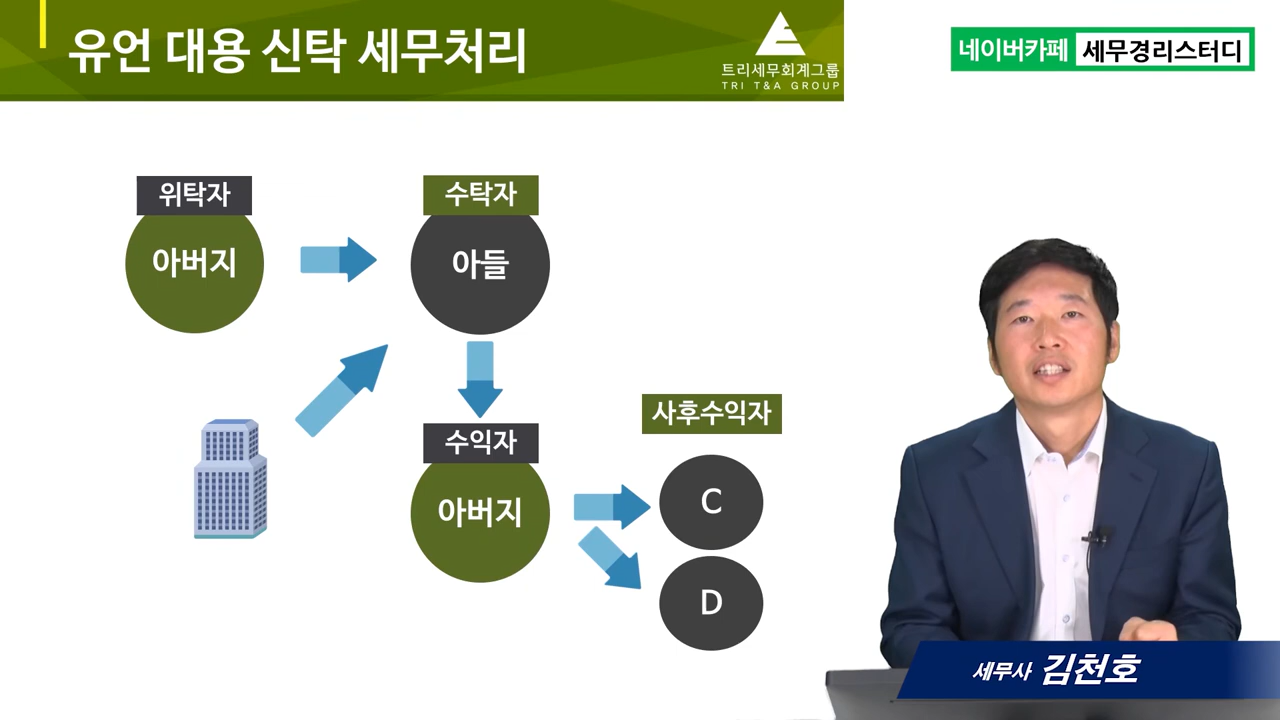 유언 대용 신탁 세무처리
트리세무회계그룹
TRI T&A GROUP
네이버카페 세무경리스터디
위탁자
아버지
수탁자
아들
수익자
아버지
사후수익자
C
D
세무사 김천호